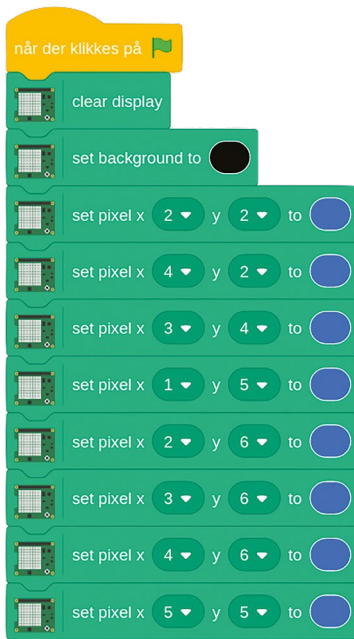 når der klikkes på
clear display
set background to
set pixel x 2 y 2 to
set pixel x 4 y 2 to
set pixel x 3 y 4 to
set pixel x 1 y 5 to
set pixel x 2 y 6 to
set pixel x 3 y 6 to
set pixel x 4 y 6 to
set pixel x 5 y 5 to